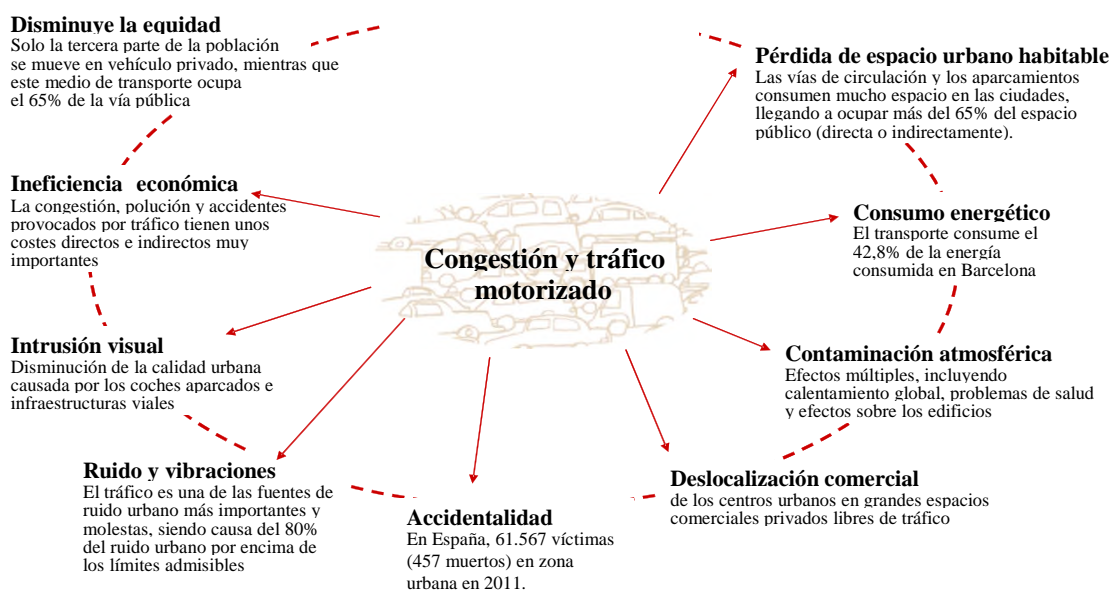 Disminuye la equidad
Solo la tercera parte de la población
se mueve en vehículo privado, mientras que
este medio de transporte ocupa
el 65% de la vía pública
Pérdida de espacio urbano habitable
Las vías de circulación y los aparcamientos
consumen mucho espacio en las ciudades,
llegando a ocupar más del 65% del espacio
público (directa o indirectamente).
Ineficiencia económica
La congestión, polución y accidentes
provocados por tráfico tienen unos
costes directos e indirectos muy
importantes
Consumo energético
El transporte consume el
42,8% de la energía
consumida en Barcelona
Congestión y tráfico
motorizado
Intrusión visual
Disminución de la calidad urbana
causada por los coches aparcados e
infraestructuras viales
Contaminación atmosférica
Efectos múltiples, incluyendo
calentamiento global, problemas de salud
y efectos sobre los edificios
Ruido y vibraciones
El tráfico es una de las fuentes de
ruido urbano más importantes y
molestas, siendo causa del 80%
del ruido urbano por encima de
los límites admisibles
Accidentalidad
En España, 61.567 víctimas
(457 muertos) en zona
urbana en 2011.
Deslocalización comercial
de los centros urbanos en grandes espacios
comerciales privados libres de tráfico